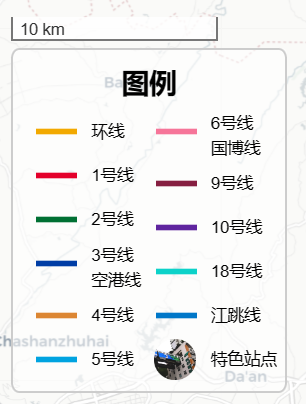 10 km
图例
环线
1号线
2号线
3号线
空港线
4号线
5号线
6号线
国博线
9号线
10号线
18号线
江跳线
特色站点
Chashanzhuhai
Da'an